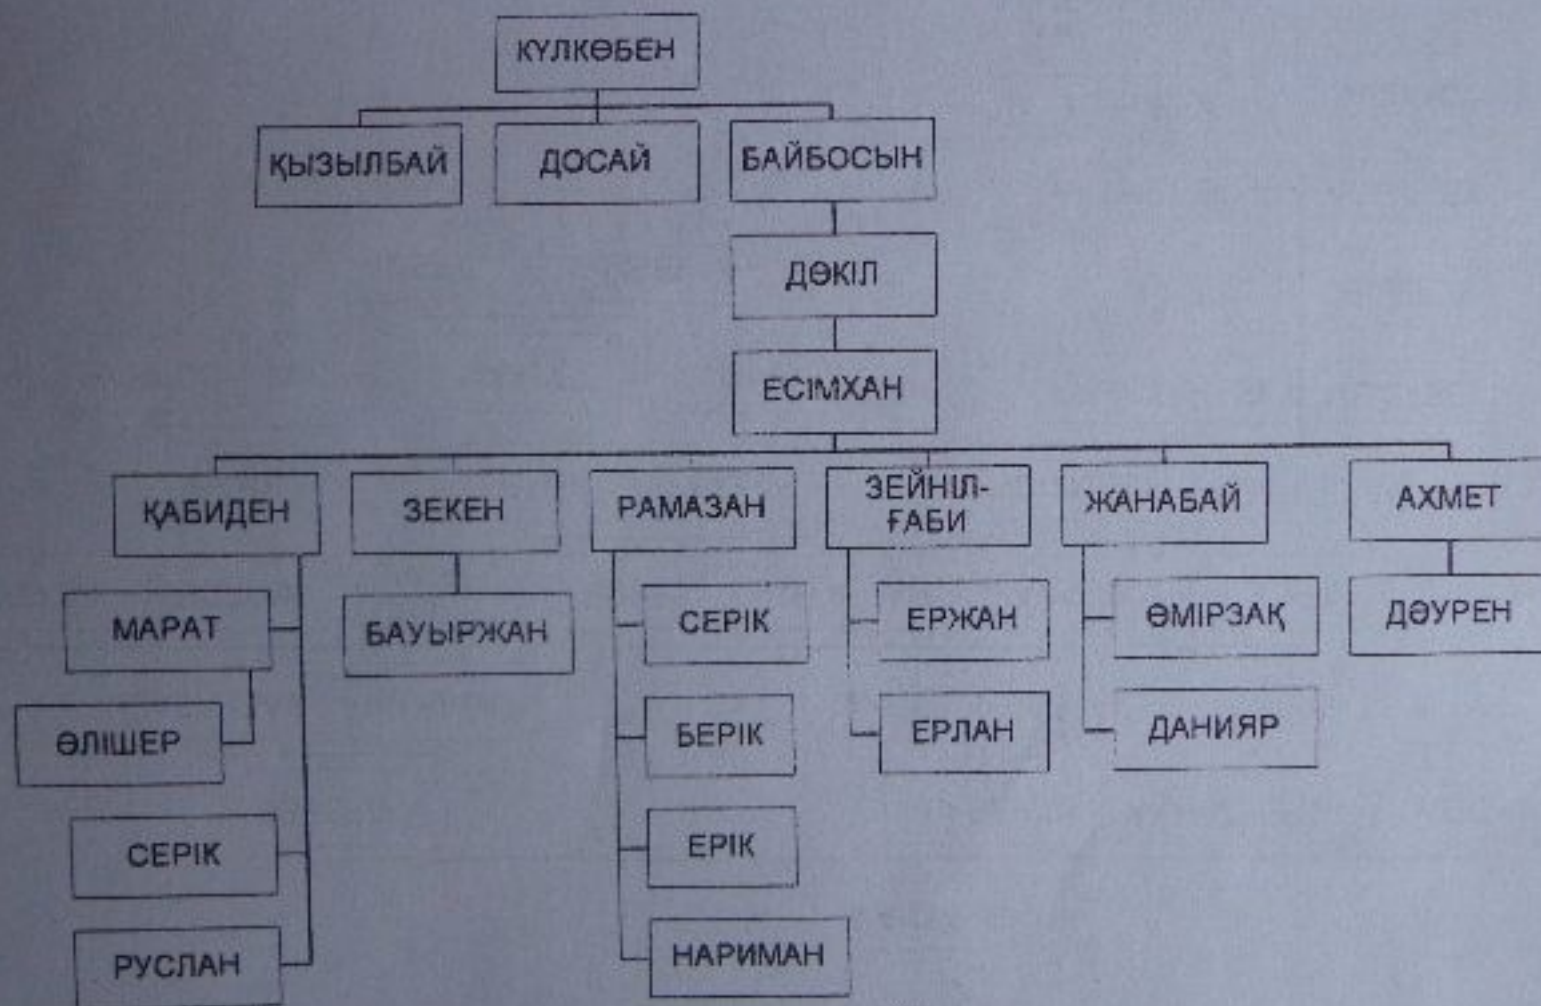 КҮЛКӨБЕН
ҚЫЗЫЛБАЙ ДОСАЙ БАЙБОСЫН
ДӨКІЛ
ЕСІМХАН
ҚАБИДЕН ЗЕКЕН РАМАЗАН ЗЕЙНІЛ-
ҒАБИ ЖАНАБАЙ АХМЕТ
МАРАТ БАУЫРЖАН СЕРІК ЕРЖАН ӨМІРЗАҚ ДӘУРЕН
ӘЛІШЕР БЕРІК ЕРЛАН ДАНИЯР
СЕРІК ЕРІК
РУСЛАН НАРИМАН